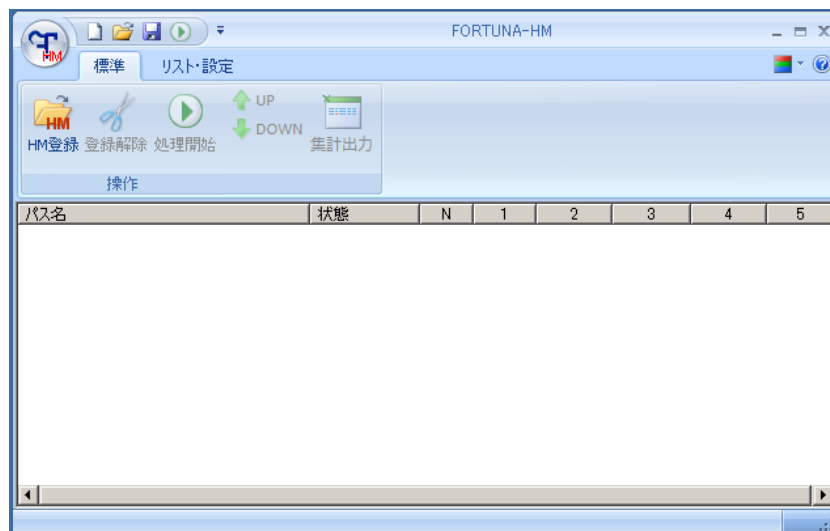 FORTUNA-HM
HM
標準 リスト・設定
HM
HM登録 登録解除 処理開始 UP DOWN 集計出力
操作
パス名 状態 N 1 2 3 4 5